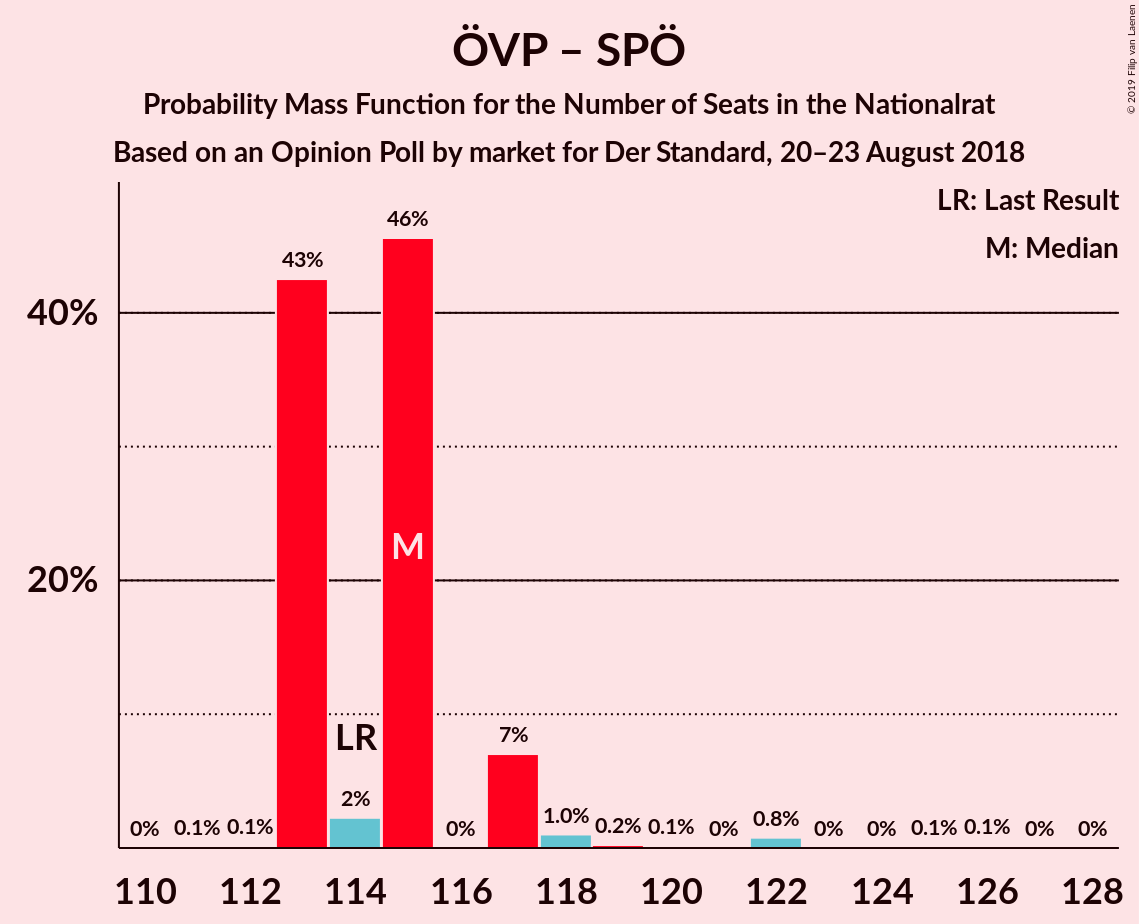 ÖVP – SPÖ
Probability Mass Function for the Number of Seats in the Nationalrat
Based on an Opinion Poll by market for Der Standard, 20–23 August 2018
© 2019 Filip van Laenen
LR: Last Result
M: Median
46%
43%
40%
M
20%
LR
7%
2%
0% 0.1% 0.1% 0% 1.0% 0.2% 0.1% 0% 0.8% 0% 0% 0.1% 0.1% 0% 0%
110 112 114 116 118 120 122 124 126 128